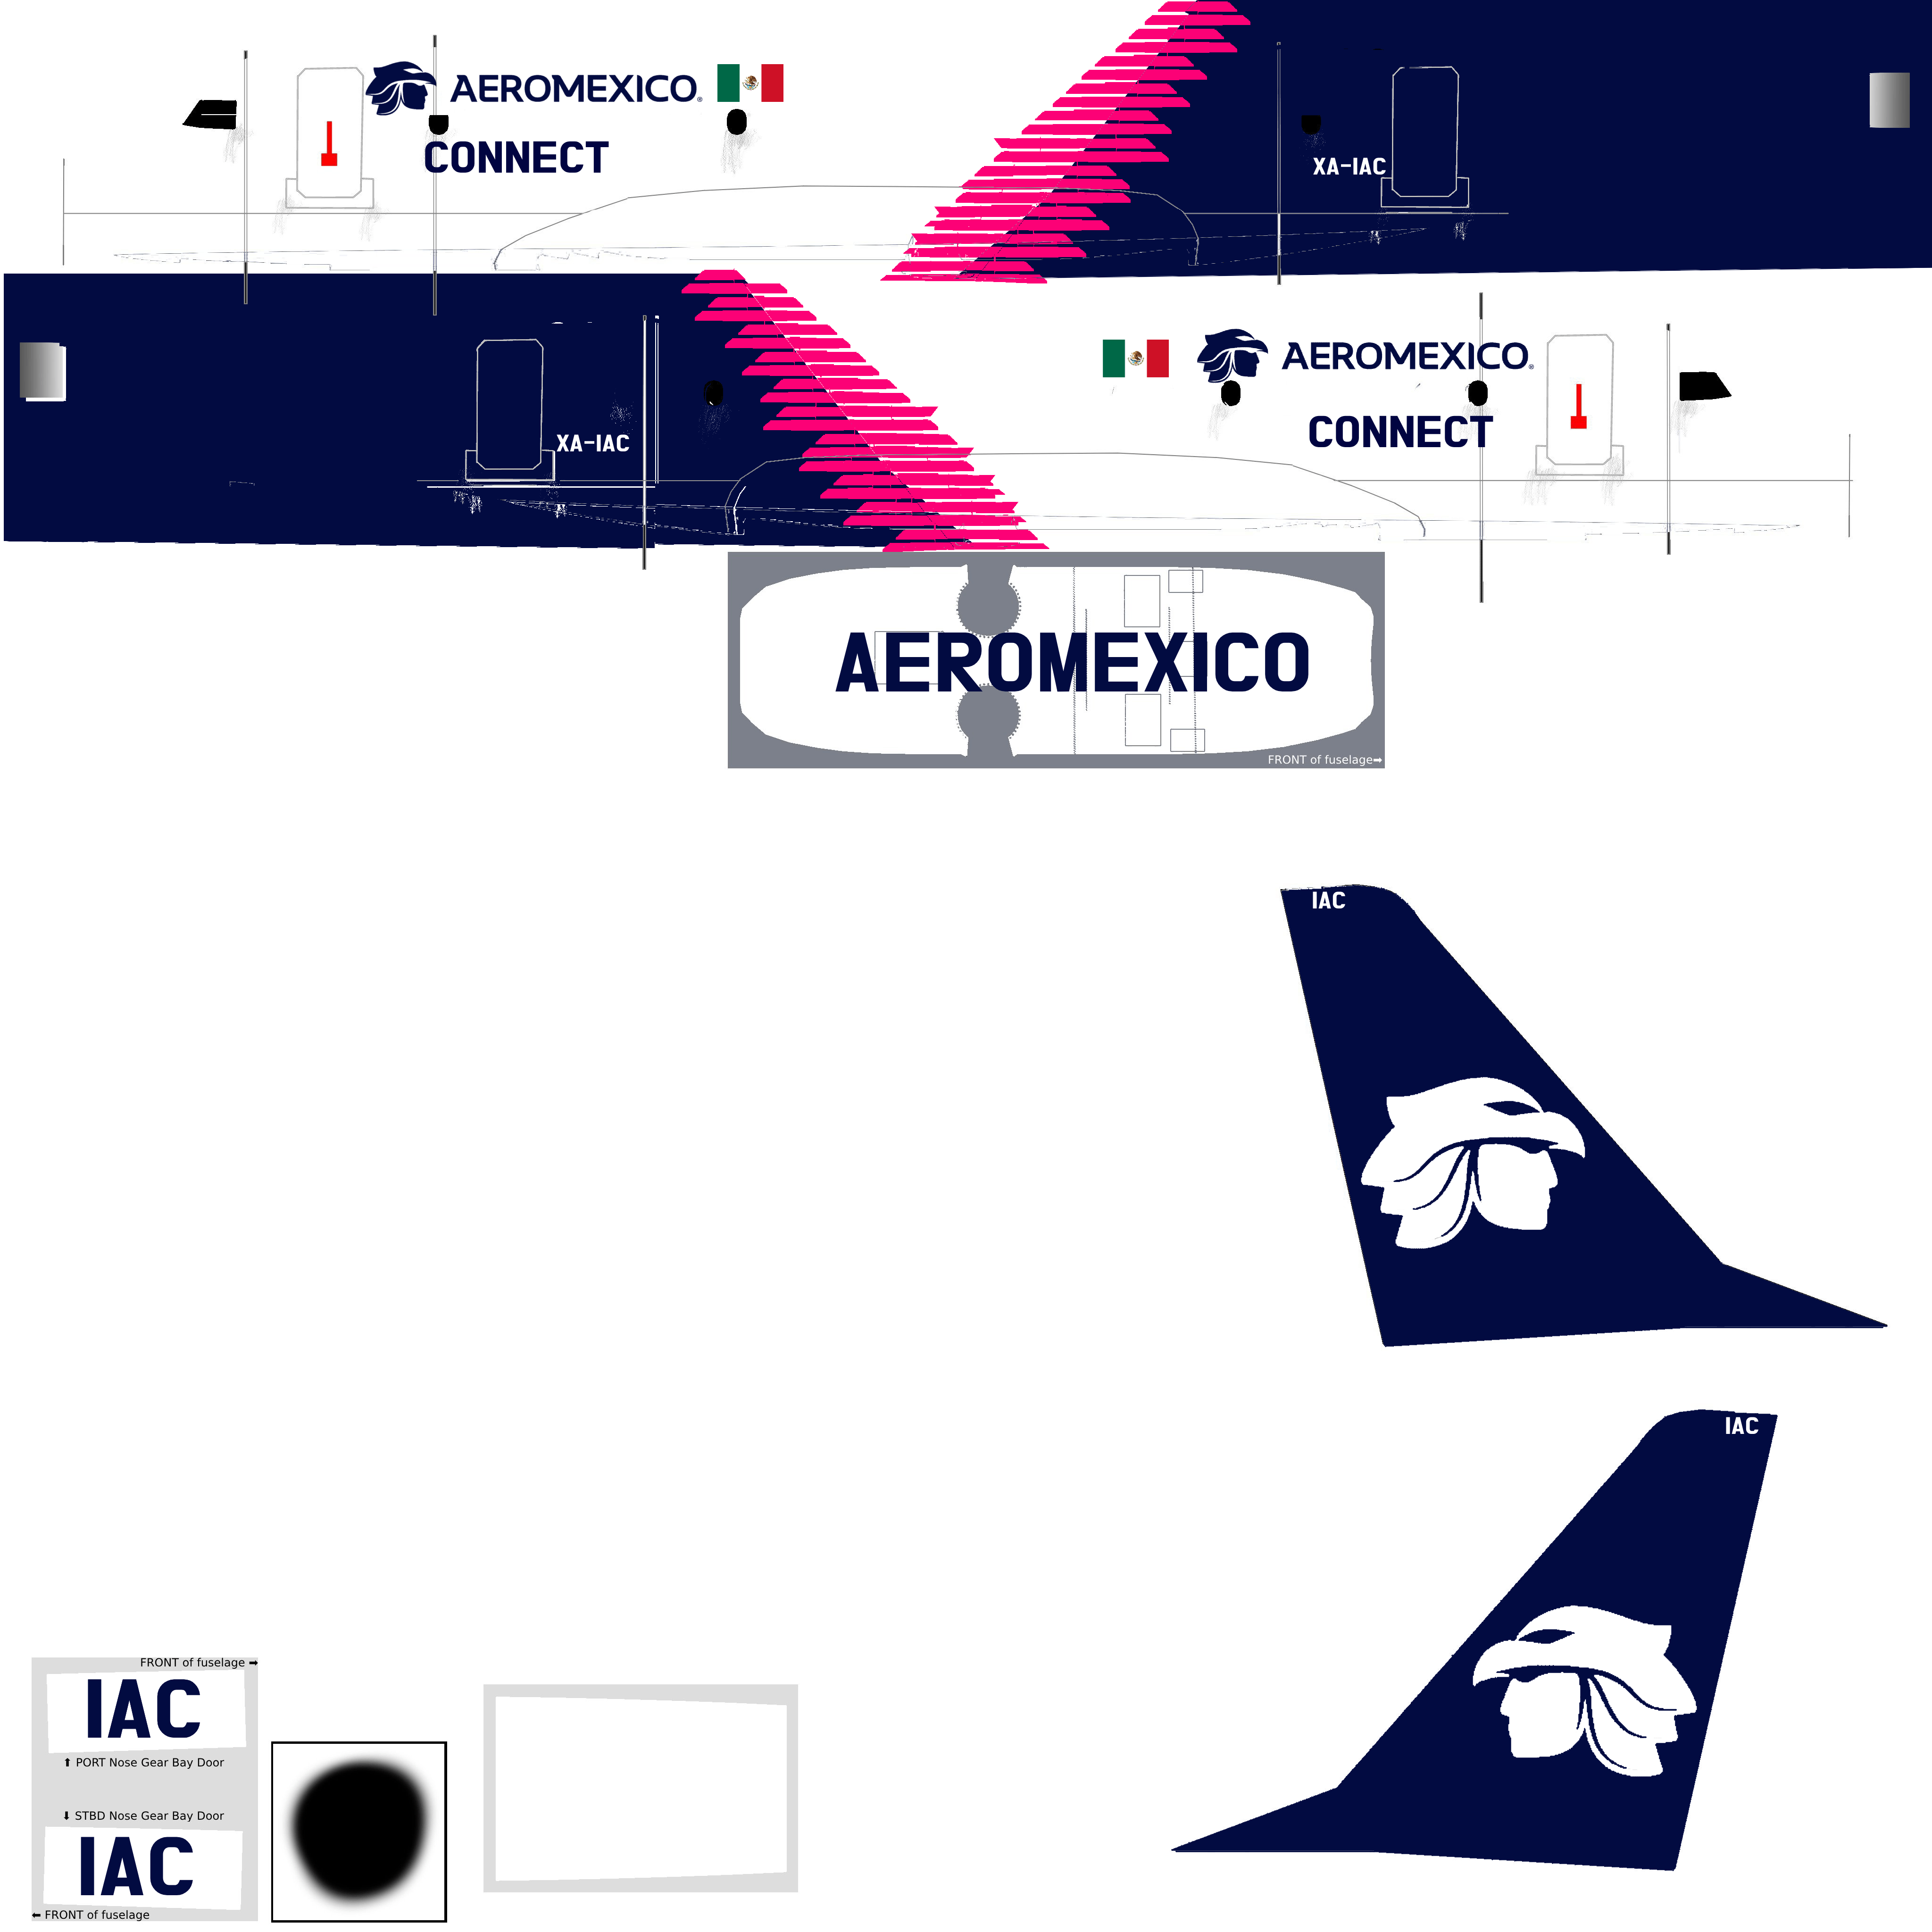 AEROMEXICO®
CONNECT
XA-IAC
AEROMEXICO®
XA-IAC
CONNECT
AEROMEXICO
FRONT of fuselage➡
IAC
IAC
FRONT of fuselage ➡
IAC
⬆ PORT Nose Gear Bay Door
⬇ STBD Nose Gear Bay Door
IAC
⬅ FRONT of fuselage